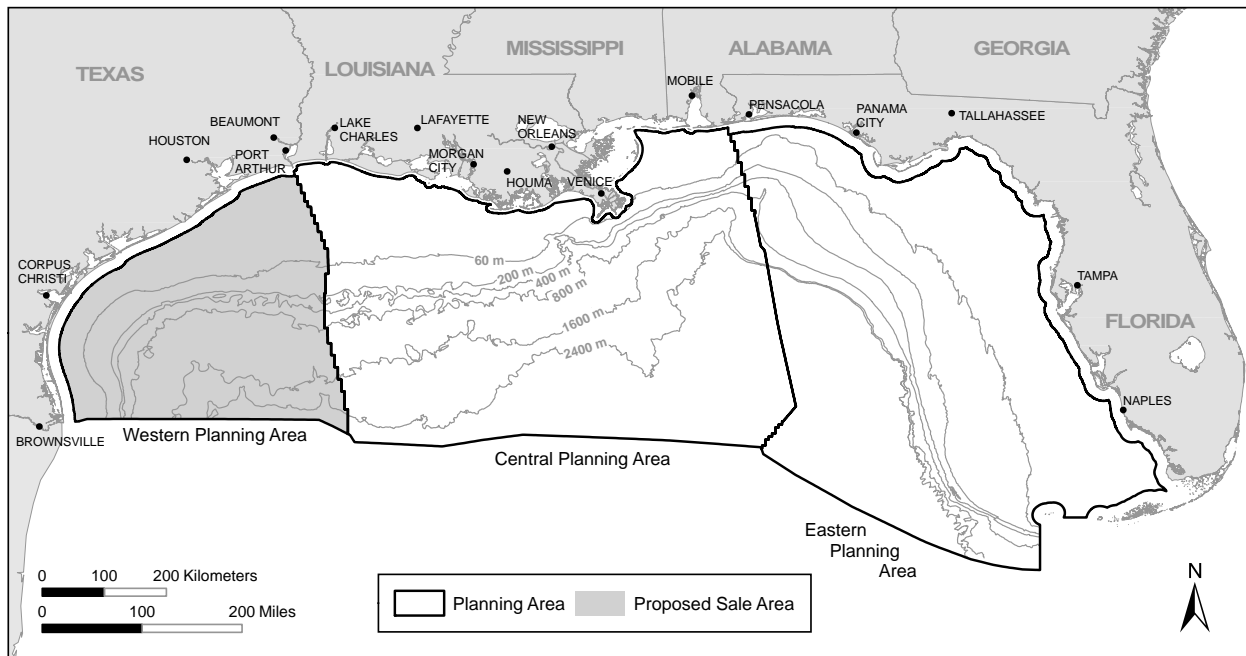 TEXAS
LOUISIANA
MISSISSIPPI
ALABAMA
GEORGIA
MOBILE
PENSACOLA
PANAMA
CITY
TALLAHASSEE
BEAUMONT
LAKE
CHARLES
LAFAYETTE
NEW
ORLEANS
HOUSTON
PORT
ARTHUR
MORGAN
CITY
HOUMA
VENICE
CORPUS
CHRISTI
60 m
200 m
400 m
800 m
1600 m
2400 m
TAMPA
FLORIDA
NAPLES
BROWNSVILLE
Western Planning Area
Central Planning Area
Eastern
Planning
Area
0 100 200 Kilometers
0 100 200 Miles
Planning Area
Proposed Sale Area
N